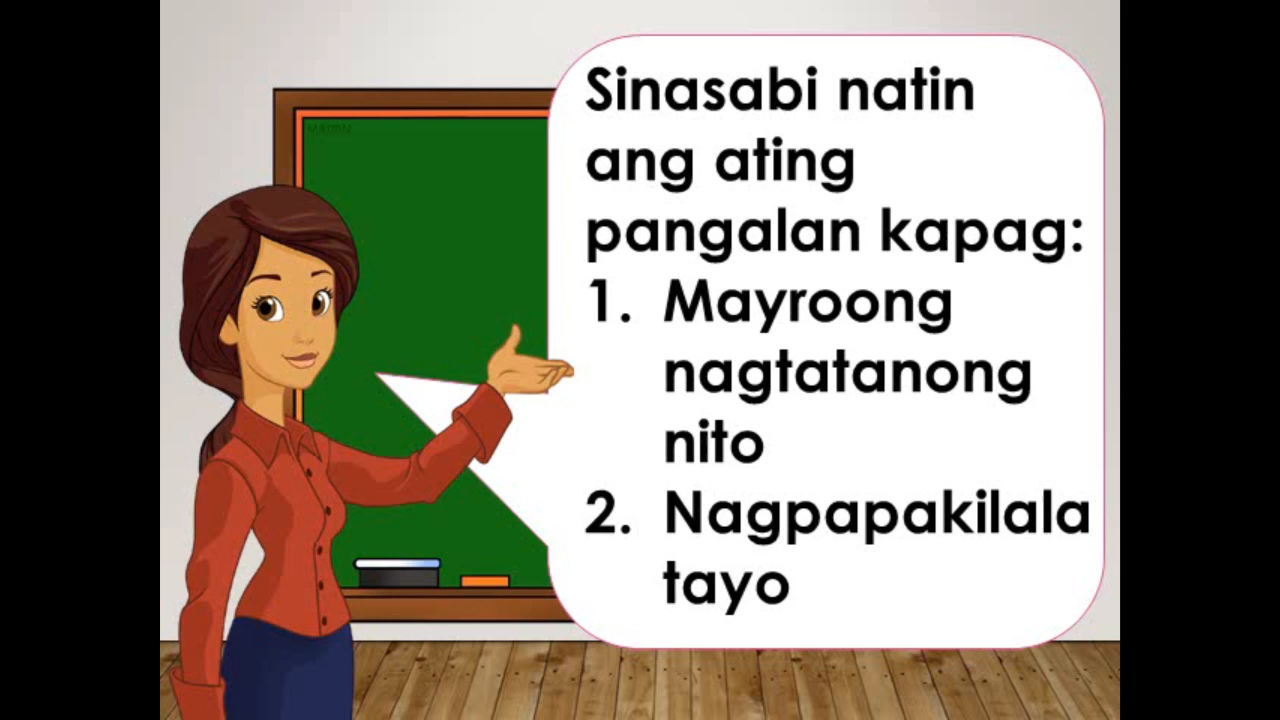 Sinasabi natin
ang ating
pangalan kapag:
1. Mayroong
nagtatanong
nito
2. Nagpapakilala
tayo